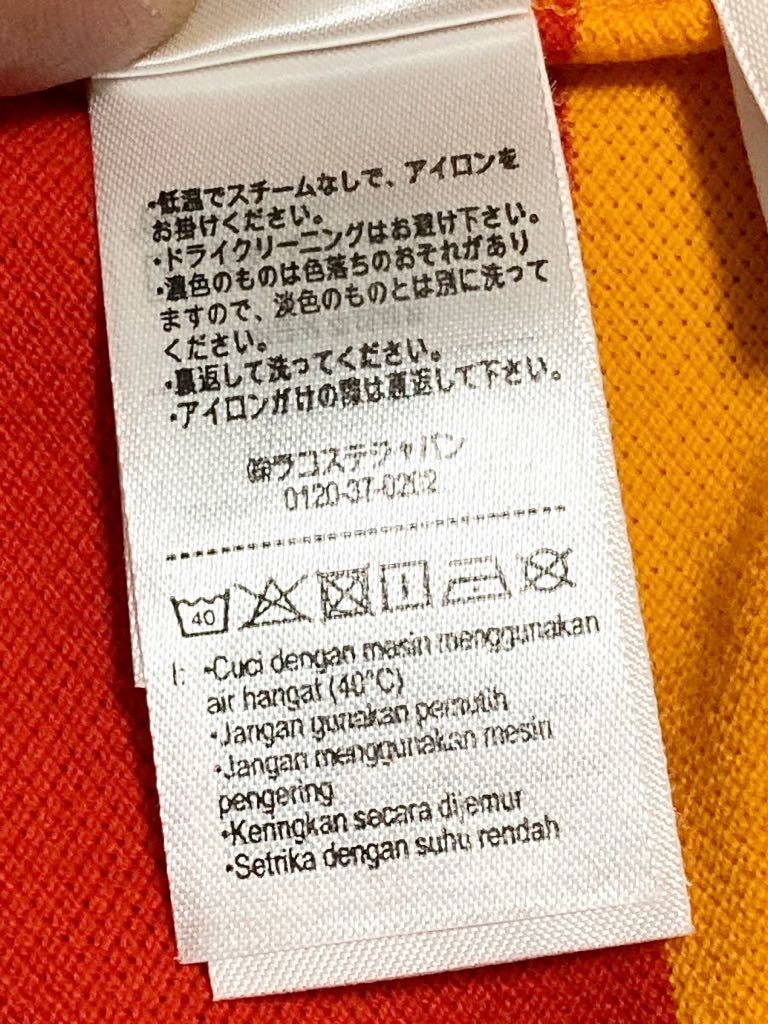 ・低温でスチームなしで、アイロンを
お掛けください。
・ドライクリーニングはお避け下さい。
・濃色のものは色落ちのおそれがあり
ますので、淡色のものとは別に洗って
ください。
・裏返して洗ってください。
・アイロンがけの際は裏返して下さい。
㈱ラコステジャパン
0120-37-0202
40
I: •Cuci dengan mesin menggunakan
air hangat (40°C)
•Jangan gunakan pemutih
•Jangan menggunakan mesin
pengering
•Keringkan secara dijemur
•Setrika dengan suhu rendah